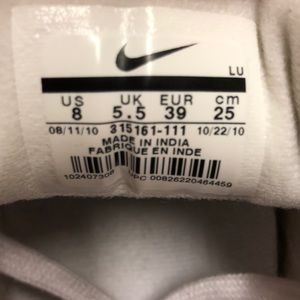 LU
US UK EUR cm
8 5.5 39 25
08/11/10 315161-111 10/22/10
MADE IN INDIA
FABRIQUE EN INDE
UPC 00826220464459